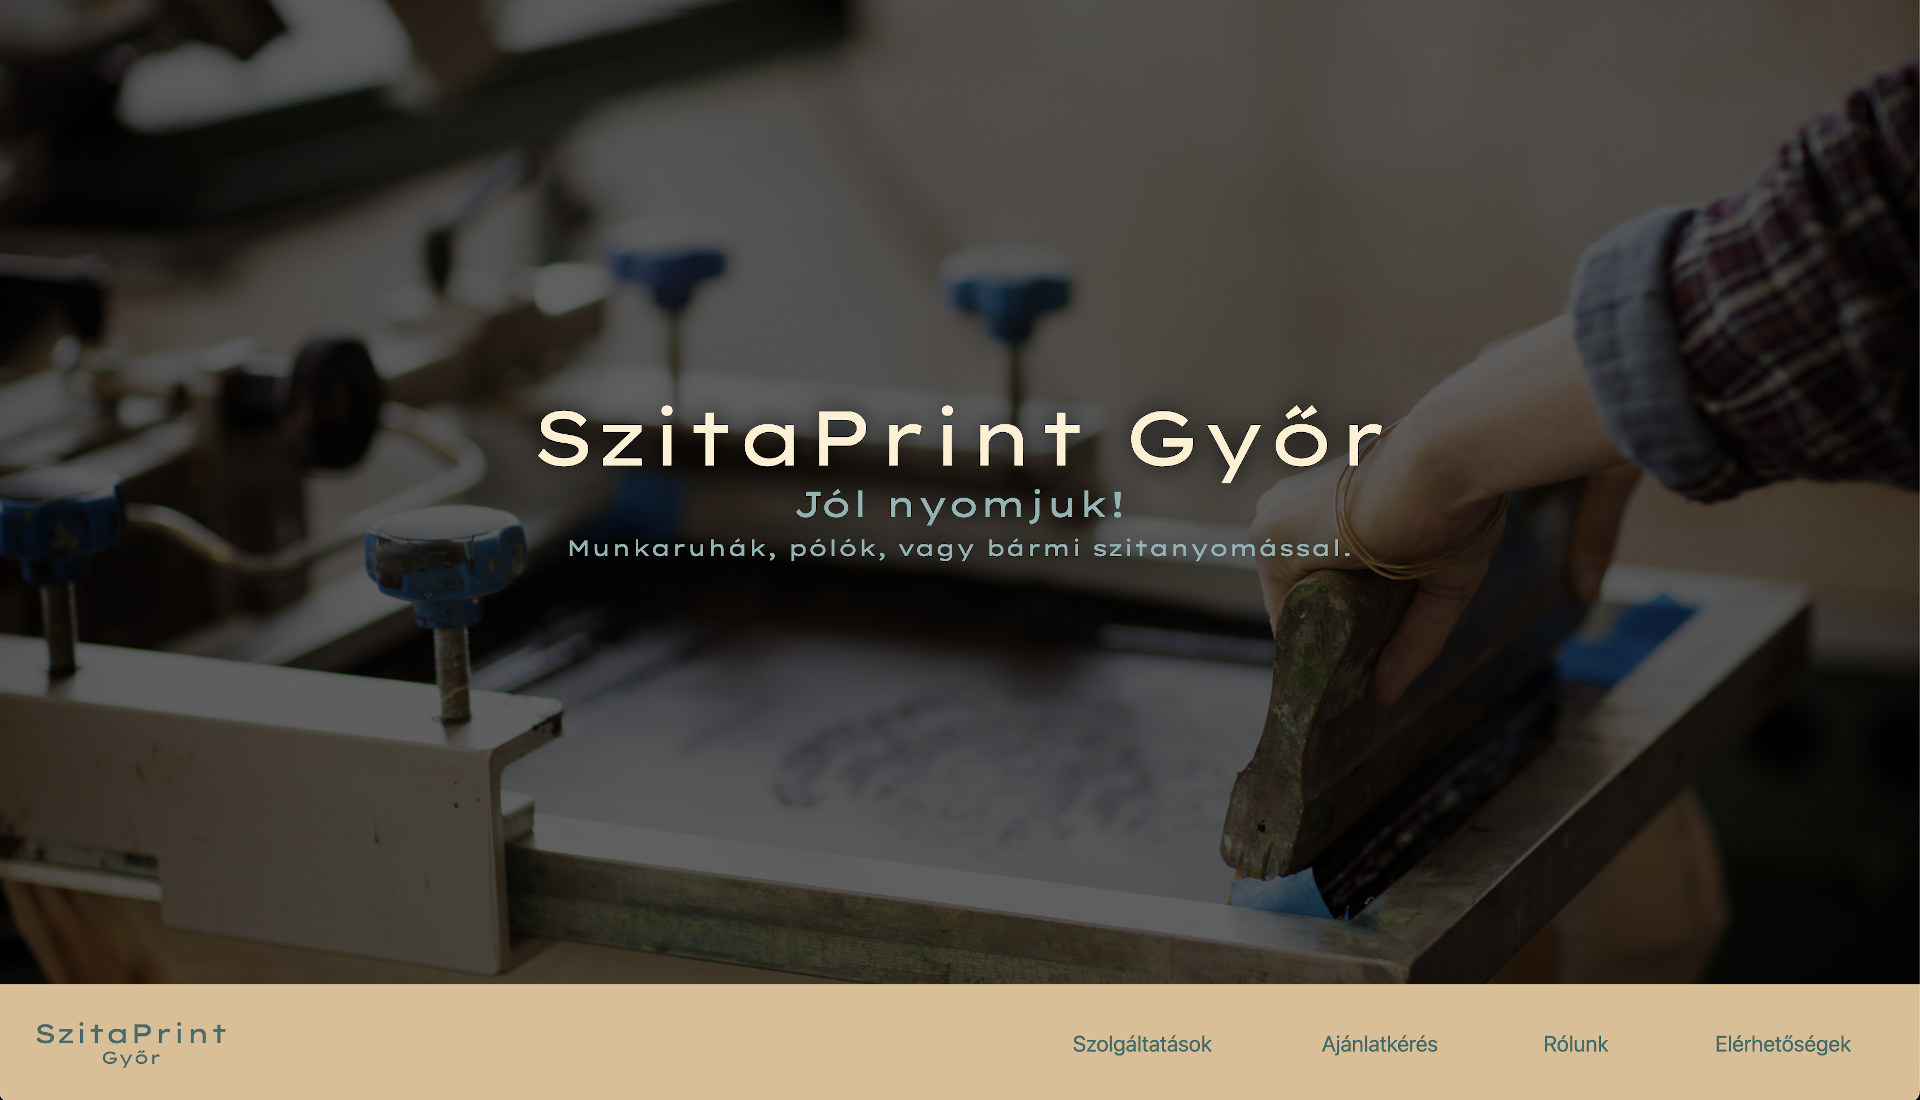 SzitaPrint Győr
Jól nyomjuk!
Munkaruhák, pólók, vagy bármi szitanyomással.
SzitaPrint
Győr
Szolgáltatások
Ajánlatkérés
Rólunk
Elérhetőségek